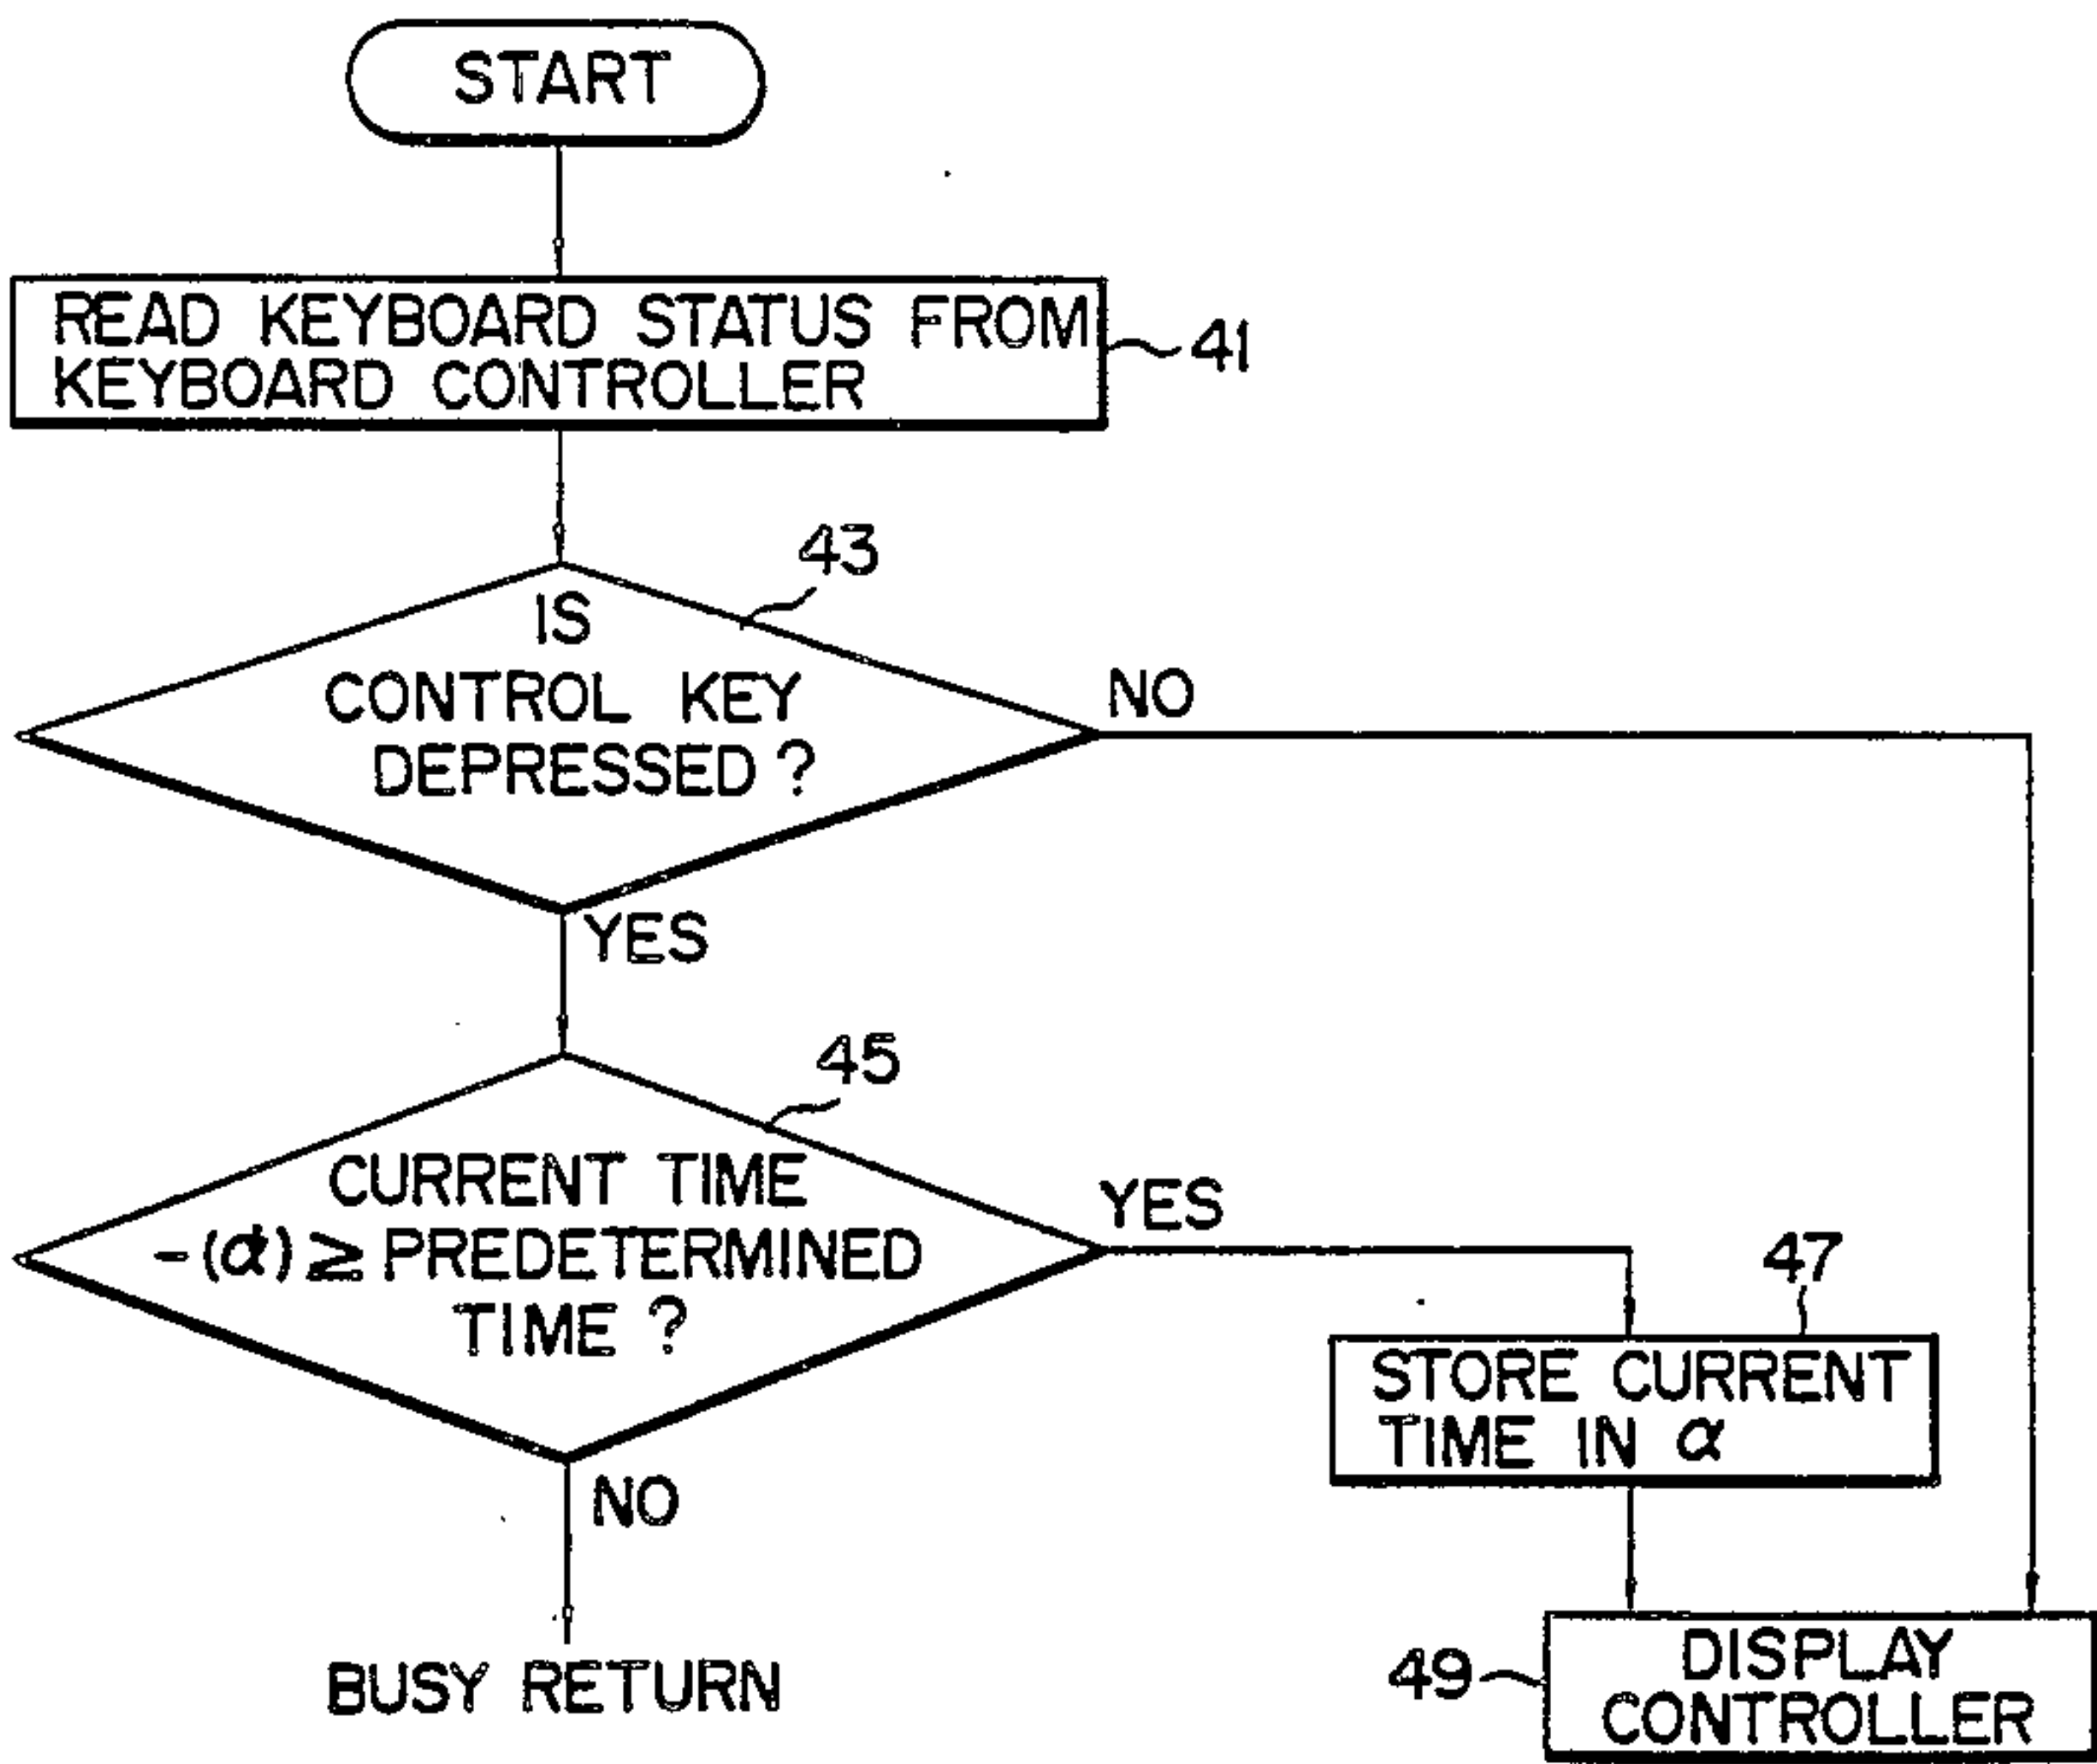 START
READ KEYBOARD STATUS FROM
KEYBOARD CONTROLLER
41
43
IS
CONTROL KEY
DEPRESSED ?
NO
YES
45
CURRENT TIME
-(α) ≥ PREDETERMINED
TIME ?
YES
NO
47
STORE CURRENT
TIME IN α
BUSY RETURN
49
DISPLAY
CONTROLLER